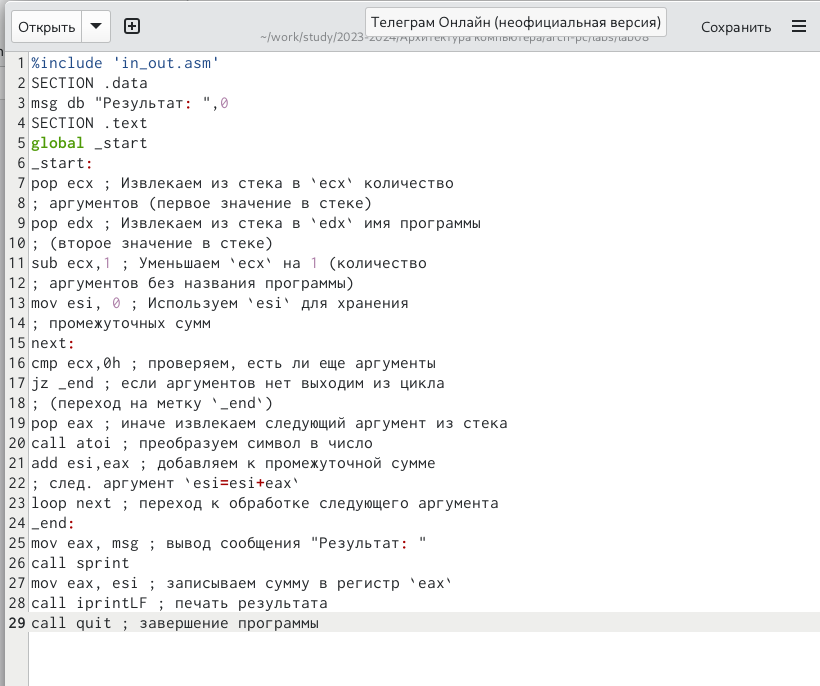 Открыть
Телеграм Онлайн (неофициальная версия)
Сохранить
~/work/study/2023-2024/Архитектура компьютера/arch-pc/labs/lab08
1 %include 'in_out.asm'
2 SECTION .data
3 msg db "Результат: ",0
4 SECTION .text
5 global _start
6 _start:
7 pop ecx ; Извлекаем из стека в `ecx` количество
8 ; аргументов (первое значение в стеке)
9 pop edx ; Извлекаем из стека в `edx` имя программы
10 ; (второе значение в стеке)
11 sub ecx,1 ; Уменьшаем `ecx` на 1 (количество
12 ; аргументов без названия программы)
13 mov esi, 0 ; Используем `esi` для хранения
14 ; промежуточных сумм
15 next:
16 cmp ecx,0h ; проверяем, есть ли еще аргументы
17 jz _end ; если аргументов нет выходим из цикла
18 ; (переход на метку `_end`)
19 pop eax ; иначе извлекаем следующий аргумент из стека
20 call atoi ; преобразуем символ в число
21 add esi,eax ; добавляем к промежуточной сумме
22 ; след. аргумент `esi=esi+eax`
23 loop next ; переход к обработке следующего аргумента
24 _end:
25 mov eax, msg ; вывод сообщения "Результат: "
26 call sprint
27 mov eax, esi ; записываем сумму в регистр `eax`
28 call iprintLF ; печать результата
29 call quit ; завершение программы